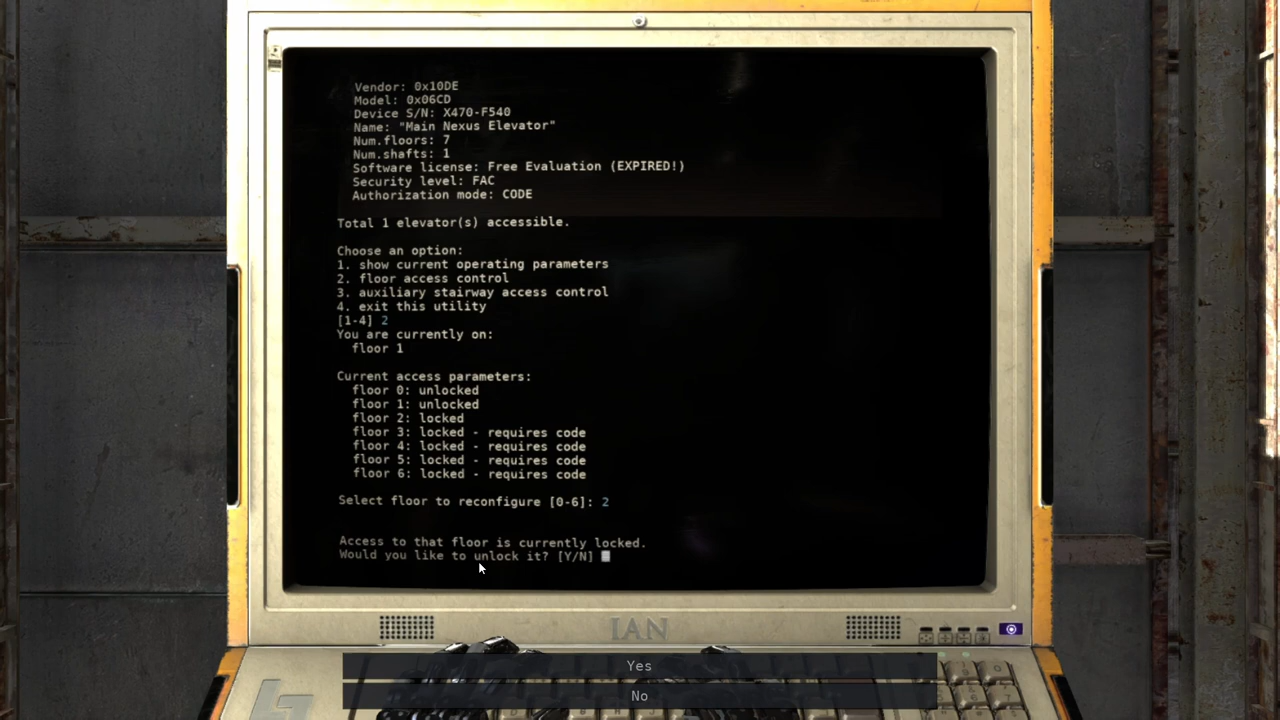 Vendor: 0x10DE
Model: 0x06CD
Device S/N: X470-F540
Name: "Main Nexus Elevator"
Num.floors: 7
Num.shafts: 1
Software license: Free Evaluation (EXPIRED!)
Security level: FAC
Authorization mode: CODE
Total 1 elevator(s) accessible.
Choose an option:
1. show current operating parameters
2. floor access control
3. auxiliary stairway access control
4. exit this utility
[1-4] 2
You are currently on:
floor 1
Current access parameters:
floor 0: unlocked
floor 1: unlocked
floor 2: locked
floor 3: locked - requires code
floor 4: locked - requires code
floor 5: locked - requires code
floor 6: locked - requires code
Select floor to reconfigure [0-6]: 2
Access to that floor is currently locked.
Would you like to unlock it? [Y/N]
IAN
Yes
No